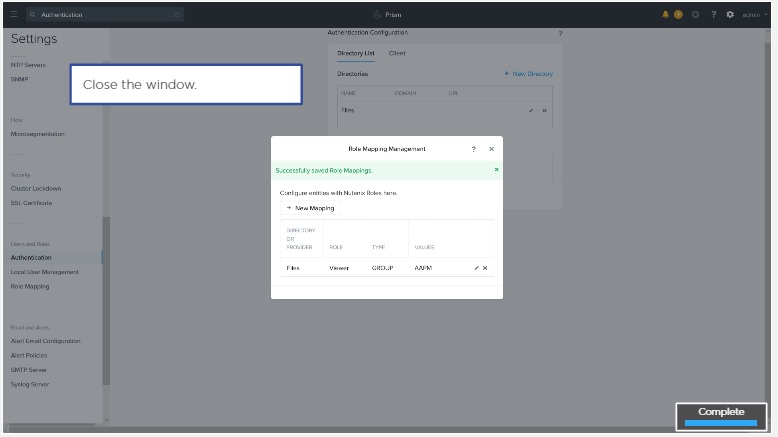 Authentication
Prism
7
?
admin
Settings
NTP Servers
SNMP
Flow
Microsegmentation
Security
Cluster Lockdown
SSL Certificate
Users and Roles
Authentication
Local User Management
Role Mapping
Email and Alerts
Alert Email Configuration
Alert Policies
SMTP Server
Syslog Server
Close the window.
Authentication Configuration ?
Directory List Client
Directories + New Directory
NAME DOMAIN URL
Files
Role Mapping Management ? ×
Successfully saved Role Mappings. ×
Configure entities with Nutanix Roles here.
+ New Mapping
DIRECTORY
OR
PROVIDER ROLE TYPE VALUES
Files Viewer GROUP AAPM
Complete